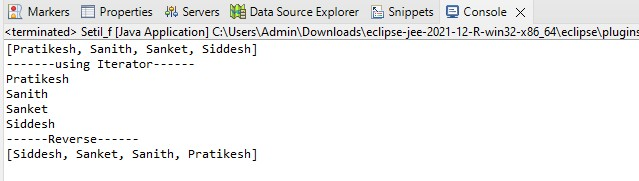 Markers Properties Servers Data Source Explorer Snippets Console
<terminated> Setil_f [Java Application] C:\Users\Admin\Downloads\eclipse-jee-2021-12-R-win32-x86_64\eclipse\plugins
[Pratikesh, Sanith, Sanket, Siddesh]
-------using Iterator------
Pratikesh
Sanith
Sanket
Siddesh
------Reverse------
[Siddesh, Sanket, Sanith, Pratikesh]